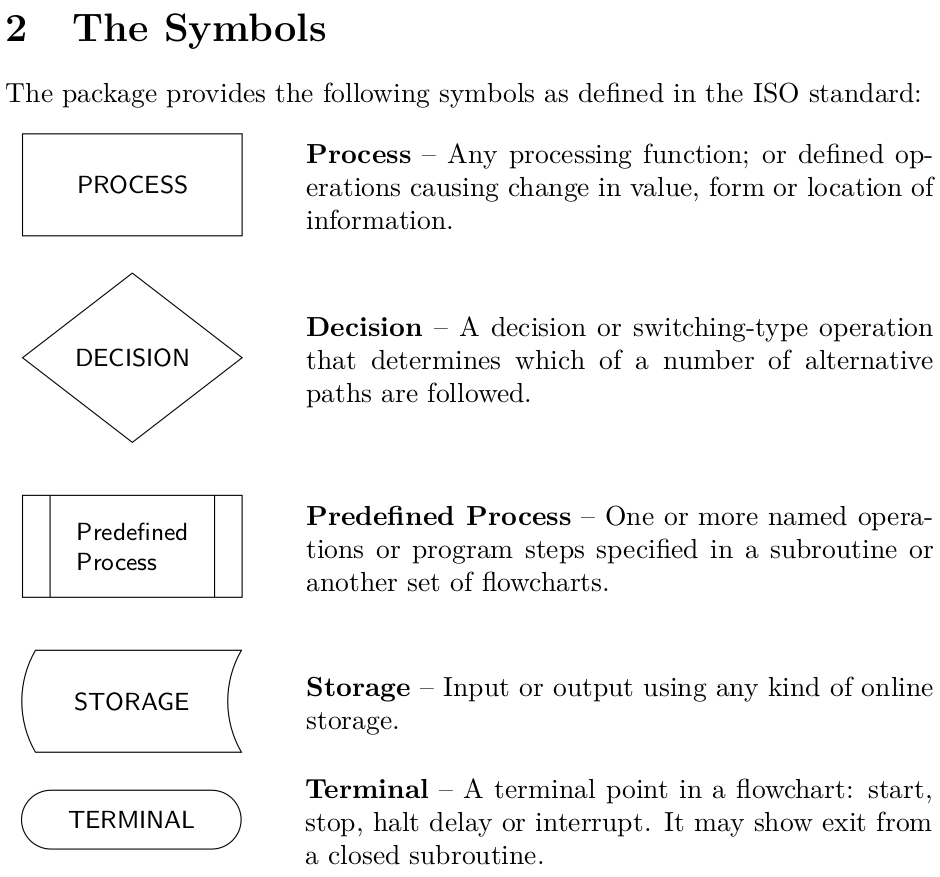 2 The Symbols
The package provides the following symbols as defined in the ISO standard:
PROCESS
Process – Any processing function; or defined op-
erations causing change in value, form or location of
information.
DECISION
Decision – A decision or switching-type operation
that determines which of a number of alternative
paths are followed.
Predefined
Process
Predefined Process – One or more named opera-
tions or program steps specified in a subroutine or
another set of flowcharts.
STORAGE
Storage – Input or output using any kind of online
storage.
TERMINAL
Terminal – A terminal point in a flowchart: start,
stop, halt delay or interrupt. It may show exit from
a closed subroutine.